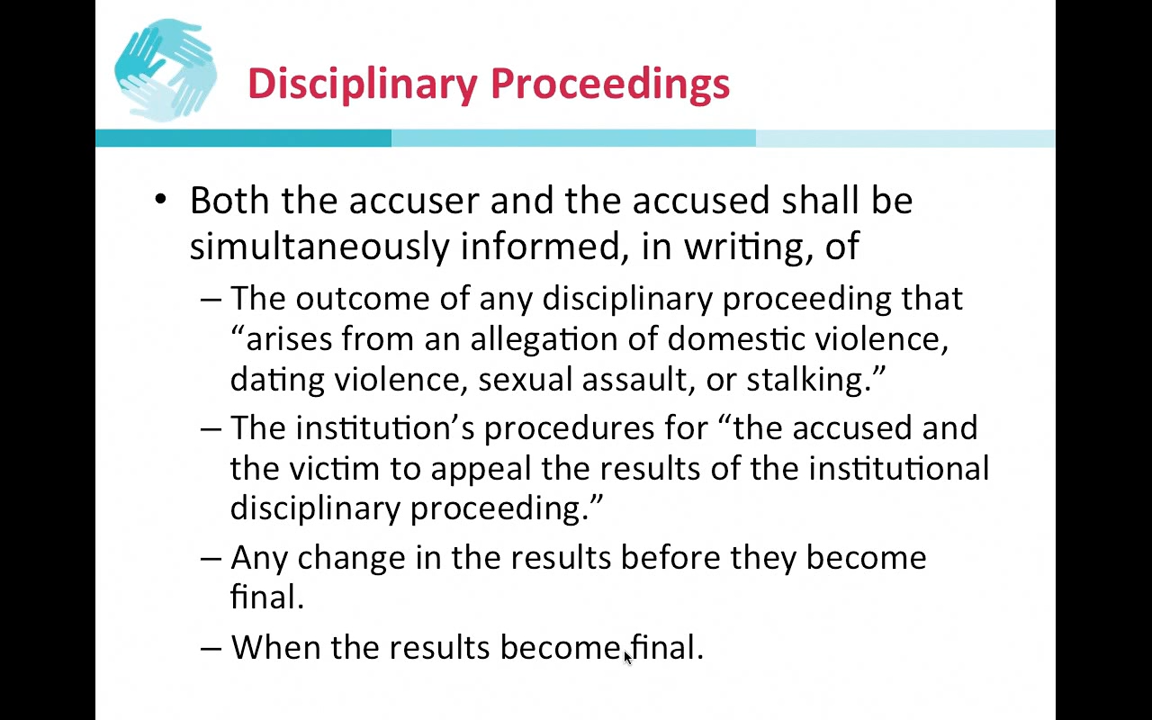 Disciplinary Proceedings
• Both the accuser and the accused shall be
simultaneously informed, in writing, of
– The outcome of any disciplinary proceeding that
“arises from an allegation of domestic violence,
dating violence, sexual assault, or stalking.”
– The institution’s procedures for “the accused and
the victim to appeal the results of the institutional
disciplinary proceeding.”
– Any change in the results before they become
final.
– When the results become final.